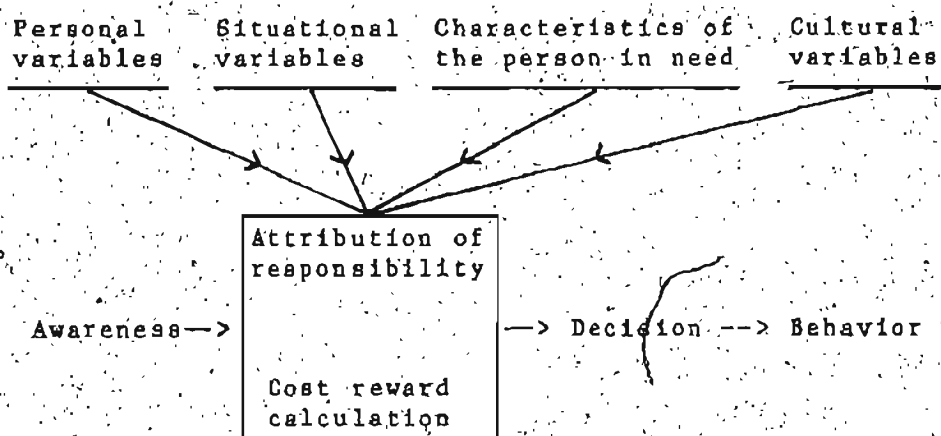 Personal variables
Situational variables
Characteristics of the person in need
Cultural variables
Attribution of
responsibility
Awareness—> —> Decision --> Behavior
Cost reward
calculation